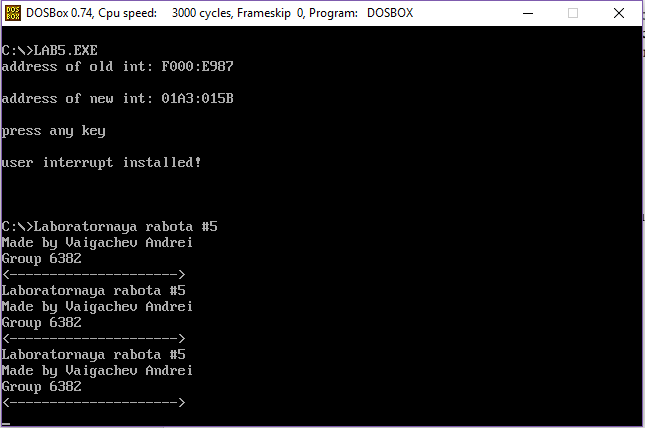 DOS
BOX
DOSBox 0.74, Cpu speed: 3000 cycles, Frameskip 0, Program: DOSBOX
C:\>LAB5.EXE
address of old int: F000:E987
address of new int: 01A3:015B
press any key
user interrupt installed!
C:\>Laboratornaya rabota #5
Made by Vaigachev Andrei
Group 6382
<--------------------->
Laboratornaya rabota #5
Made by Vaigachev Andrei
Group 6382
<--------------------->
Laboratornaya rabota #5
Made by Vaigachev Andrei
Group 6382
<--------------------->
_